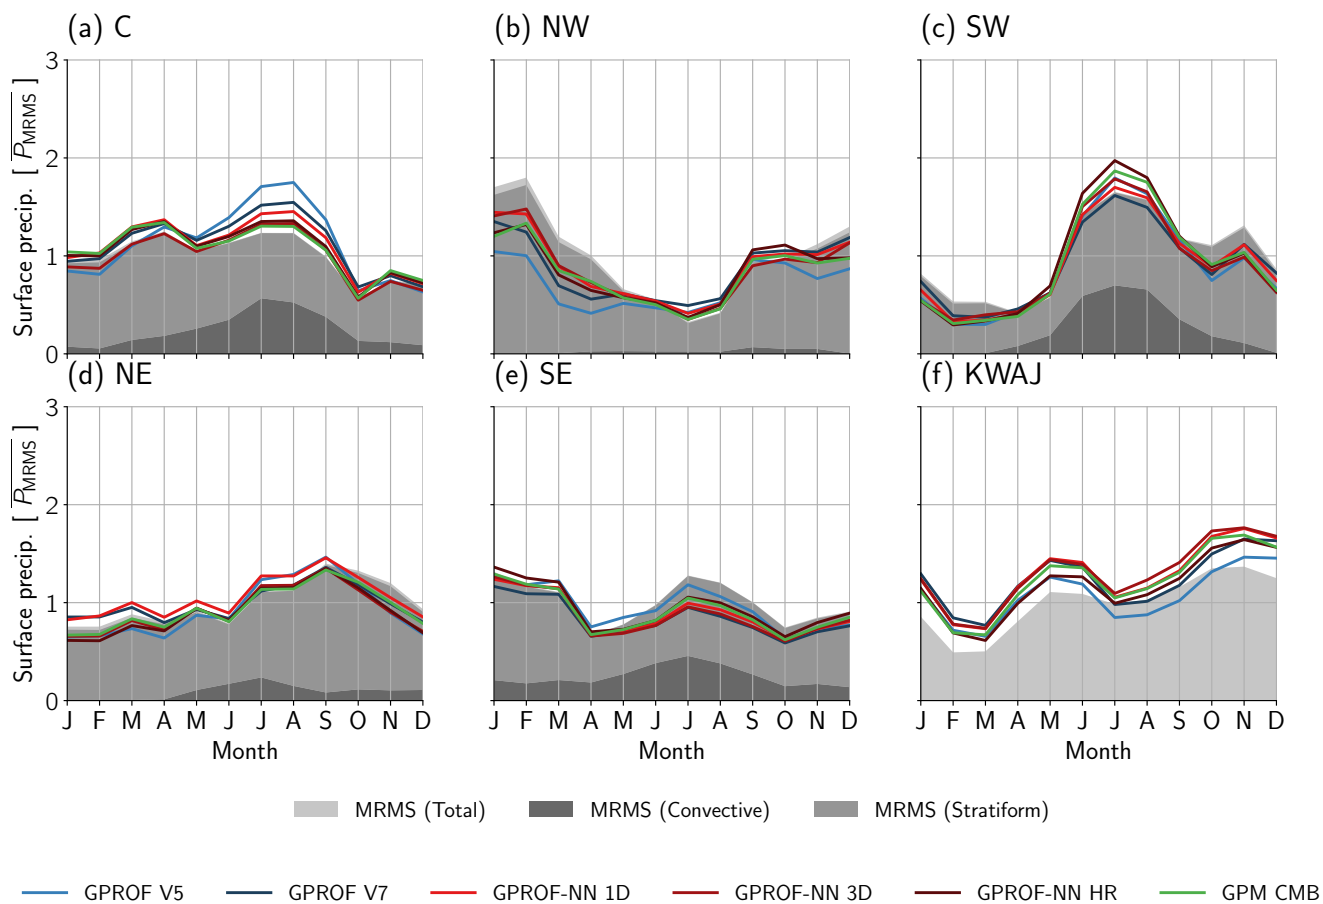 (a) C
(b) NW
(c) SW
Surface precip. [ P_MRMS ]
3
2
1
0
(d) NE
(e) SE
(f) KWAJ
Surface precip. [ P_MRMS ]
3
2
1
0
J F M A M J J A S O N D
J F M A M J J A S O N D
J F M A M J J A S O N D
Month
Month
Month
MRMS (Total)
MRMS (Convective)
MRMS (Stratiform)
GPROF V5
GPROF V7
GPROF-NN 1D
GPROF-NN 3D
GPROF-NN HR
GPM CMB